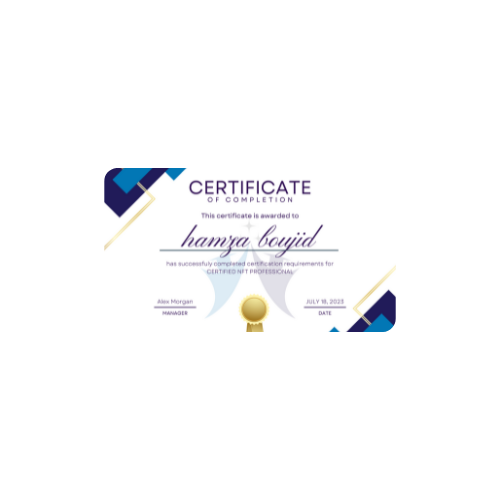 CERTIFICATE
OF COMPLETION
This certificate is awarded to
hamza boujid
has successfuly completed certification requirements for
CERTIFIED NFT PROFESSIONAL
Alex Morgan
MANAGER
JULY 18, 2023
DATE